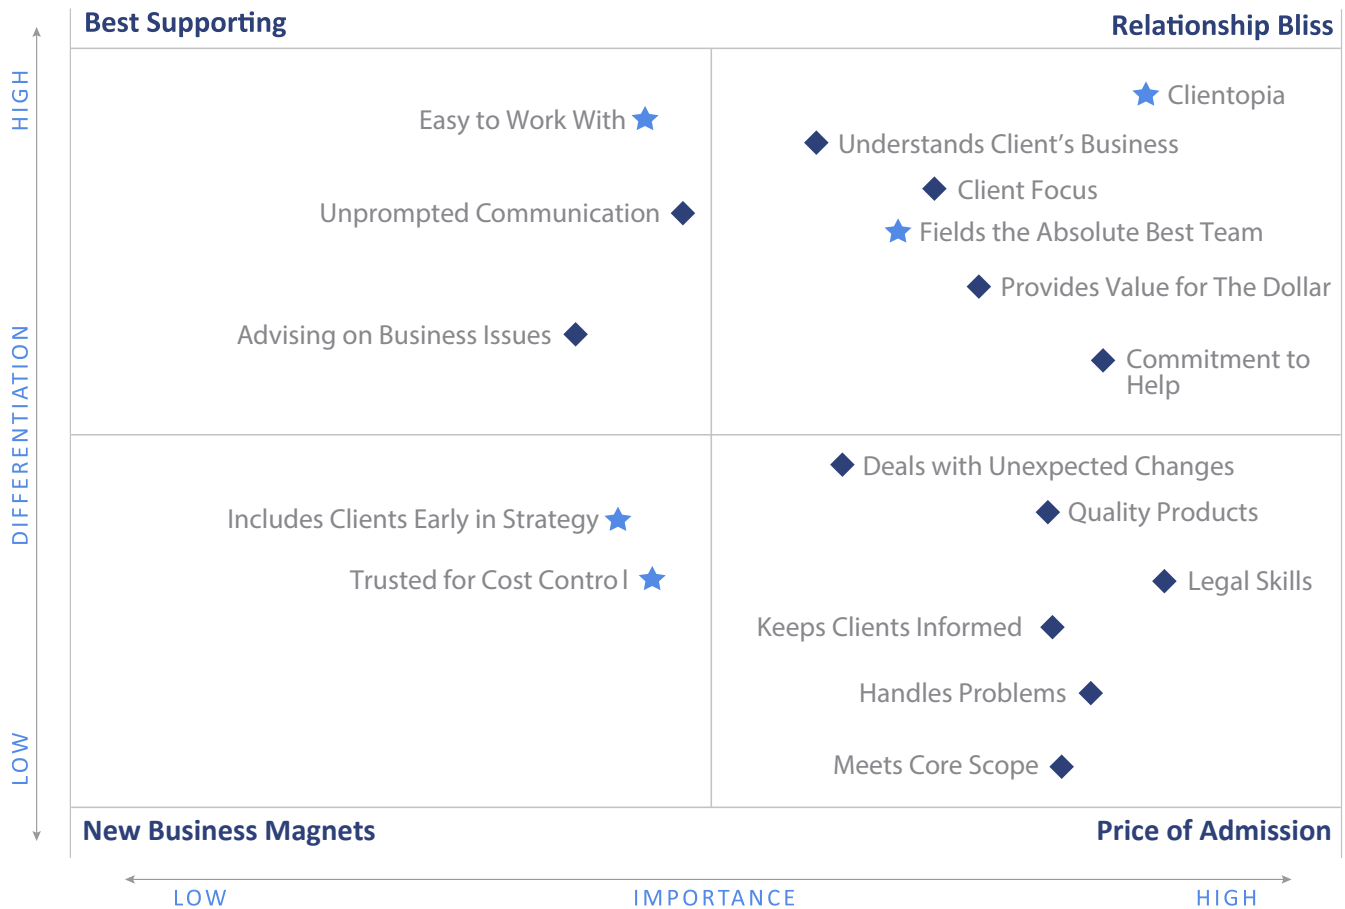 Best Supporting
Relationship Bliss
HIGH
Clientopia
Easy to Work With
Understands Client’s Business
Client Focus
Unprompted Communication
Fields the Absolute Best Team
Provides Value for The Dollar
Advising on Business Issues
Commitment to
Help
DIFFERENTIATION
Deals with Unexpected Changes
Quality Products
Includes Clients Early in Strategy
Trusted for Cost Control
Legal Skills
Keeps Clients Informed
Handles Problems
LOW
Meets Core Scope
New Business Magnets
Price of Admission
LOW
IMPORTANCE
HIGH